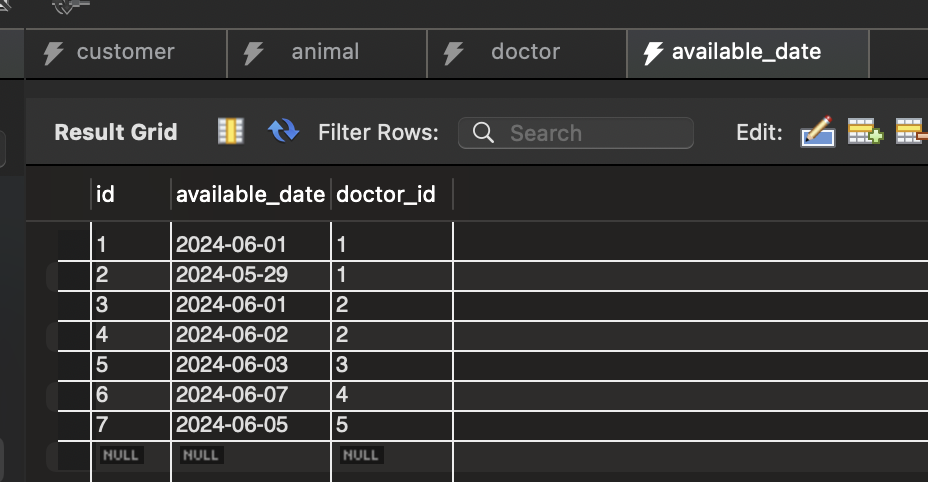 customer animal doctor available_date
Result Grid Filter Rows: Search Edit:
id available_date doctor_id
1 2024-06-01 1
2 2024-05-29 1
3 2024-06-01 2
4 2024-06-02 2
5 2024-06-03 3
6 2024-06-07 4
7 2024-06-05 5
NULL NULL NULL